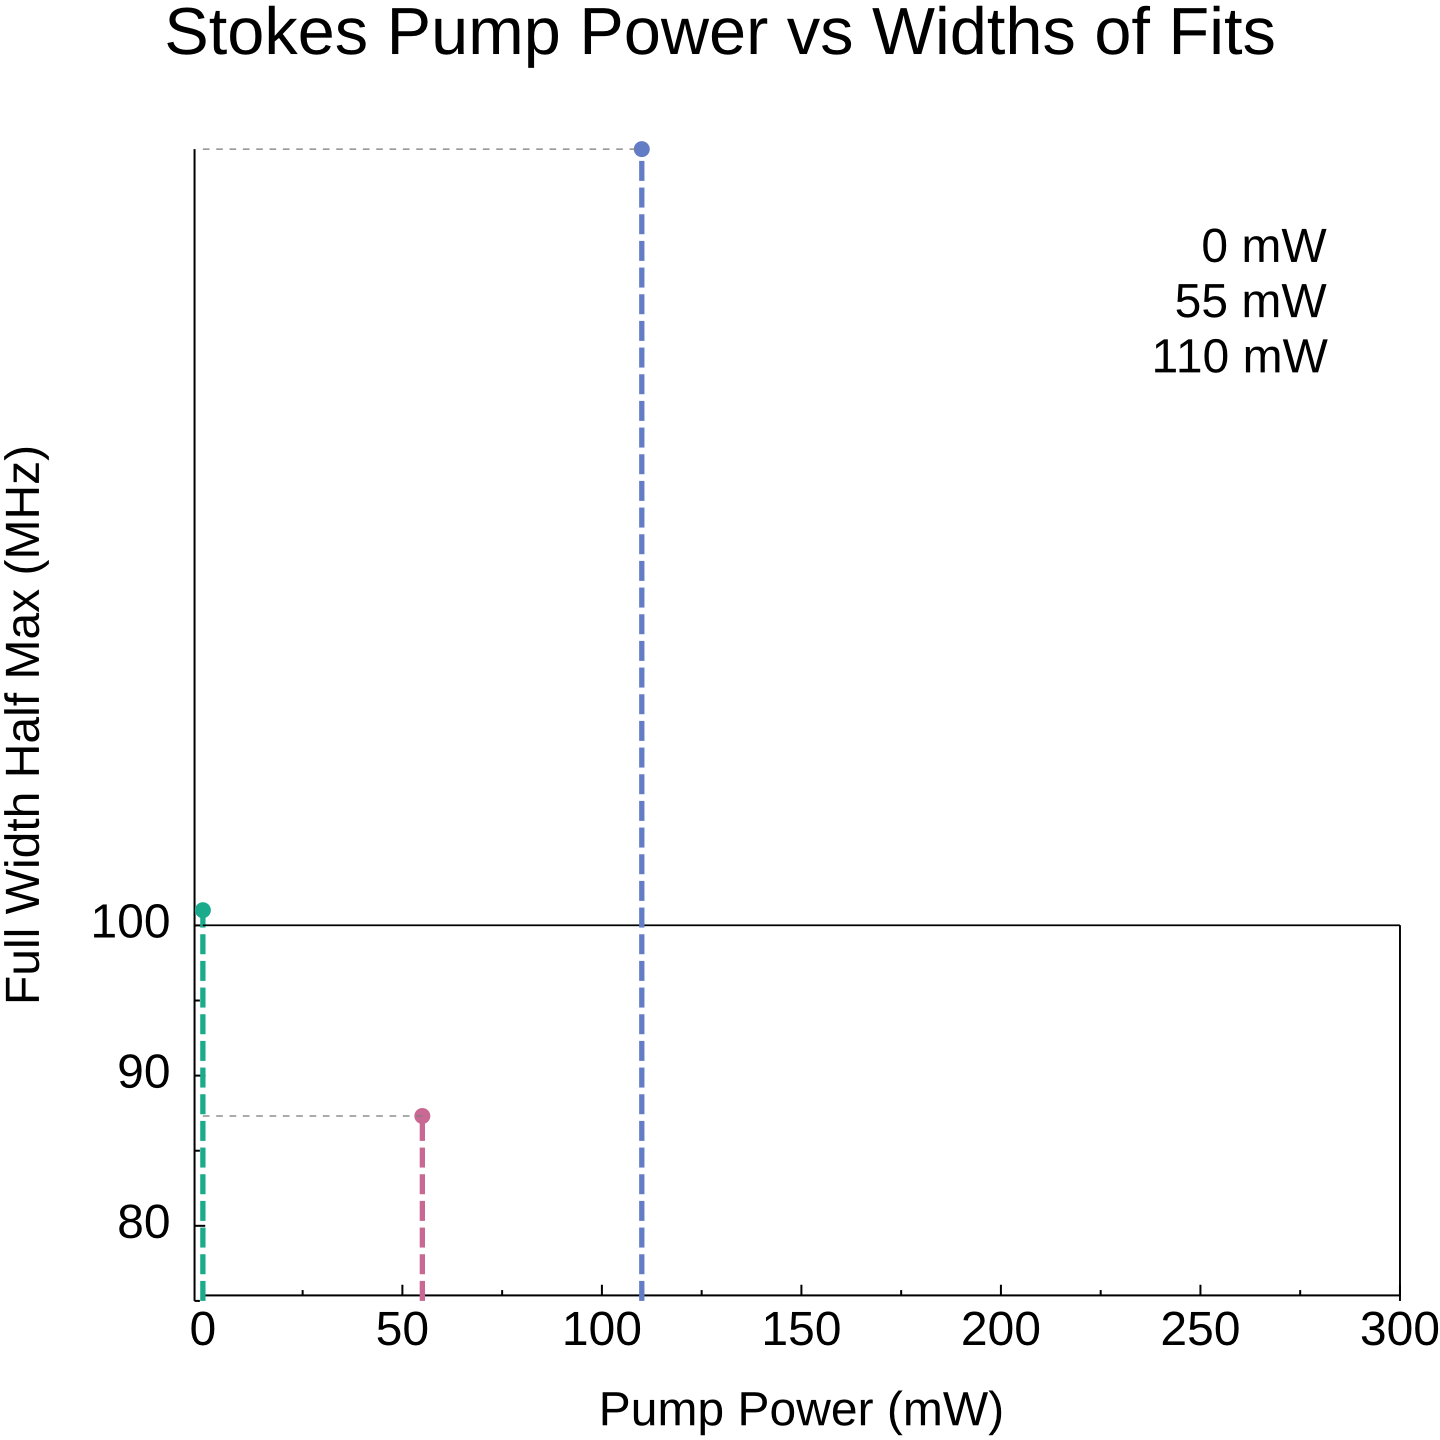 Stokes Pump Power vs Widths of Fits
0 mW
55 mW
110 mW
Full Width Half Max (MHz)
100
90
80
0 50 100 150 200 250 300
Pump Power (mW)